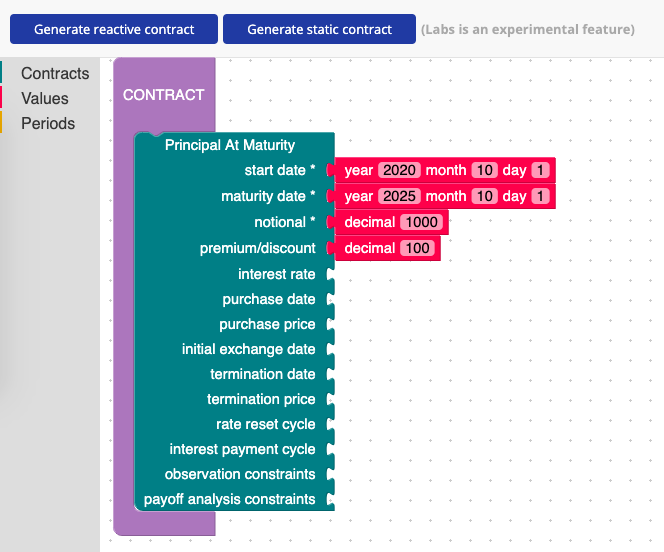 Generate reactive contract Generate static contract (Labs is an experimental feature)
Contracts
Values
Periods
CONTRACT
Principal At Maturity
start date * year 2020 month 10 day 1
maturity date * year 2025 month 10 day 1
notional * decimal 1000
premium/discount decimal 100
interest rate
purchase date
purchase price
initial exchange date
termination date
termination price
rate reset cycle
interest payment cycle
observation constraints
payoff analysis constraints